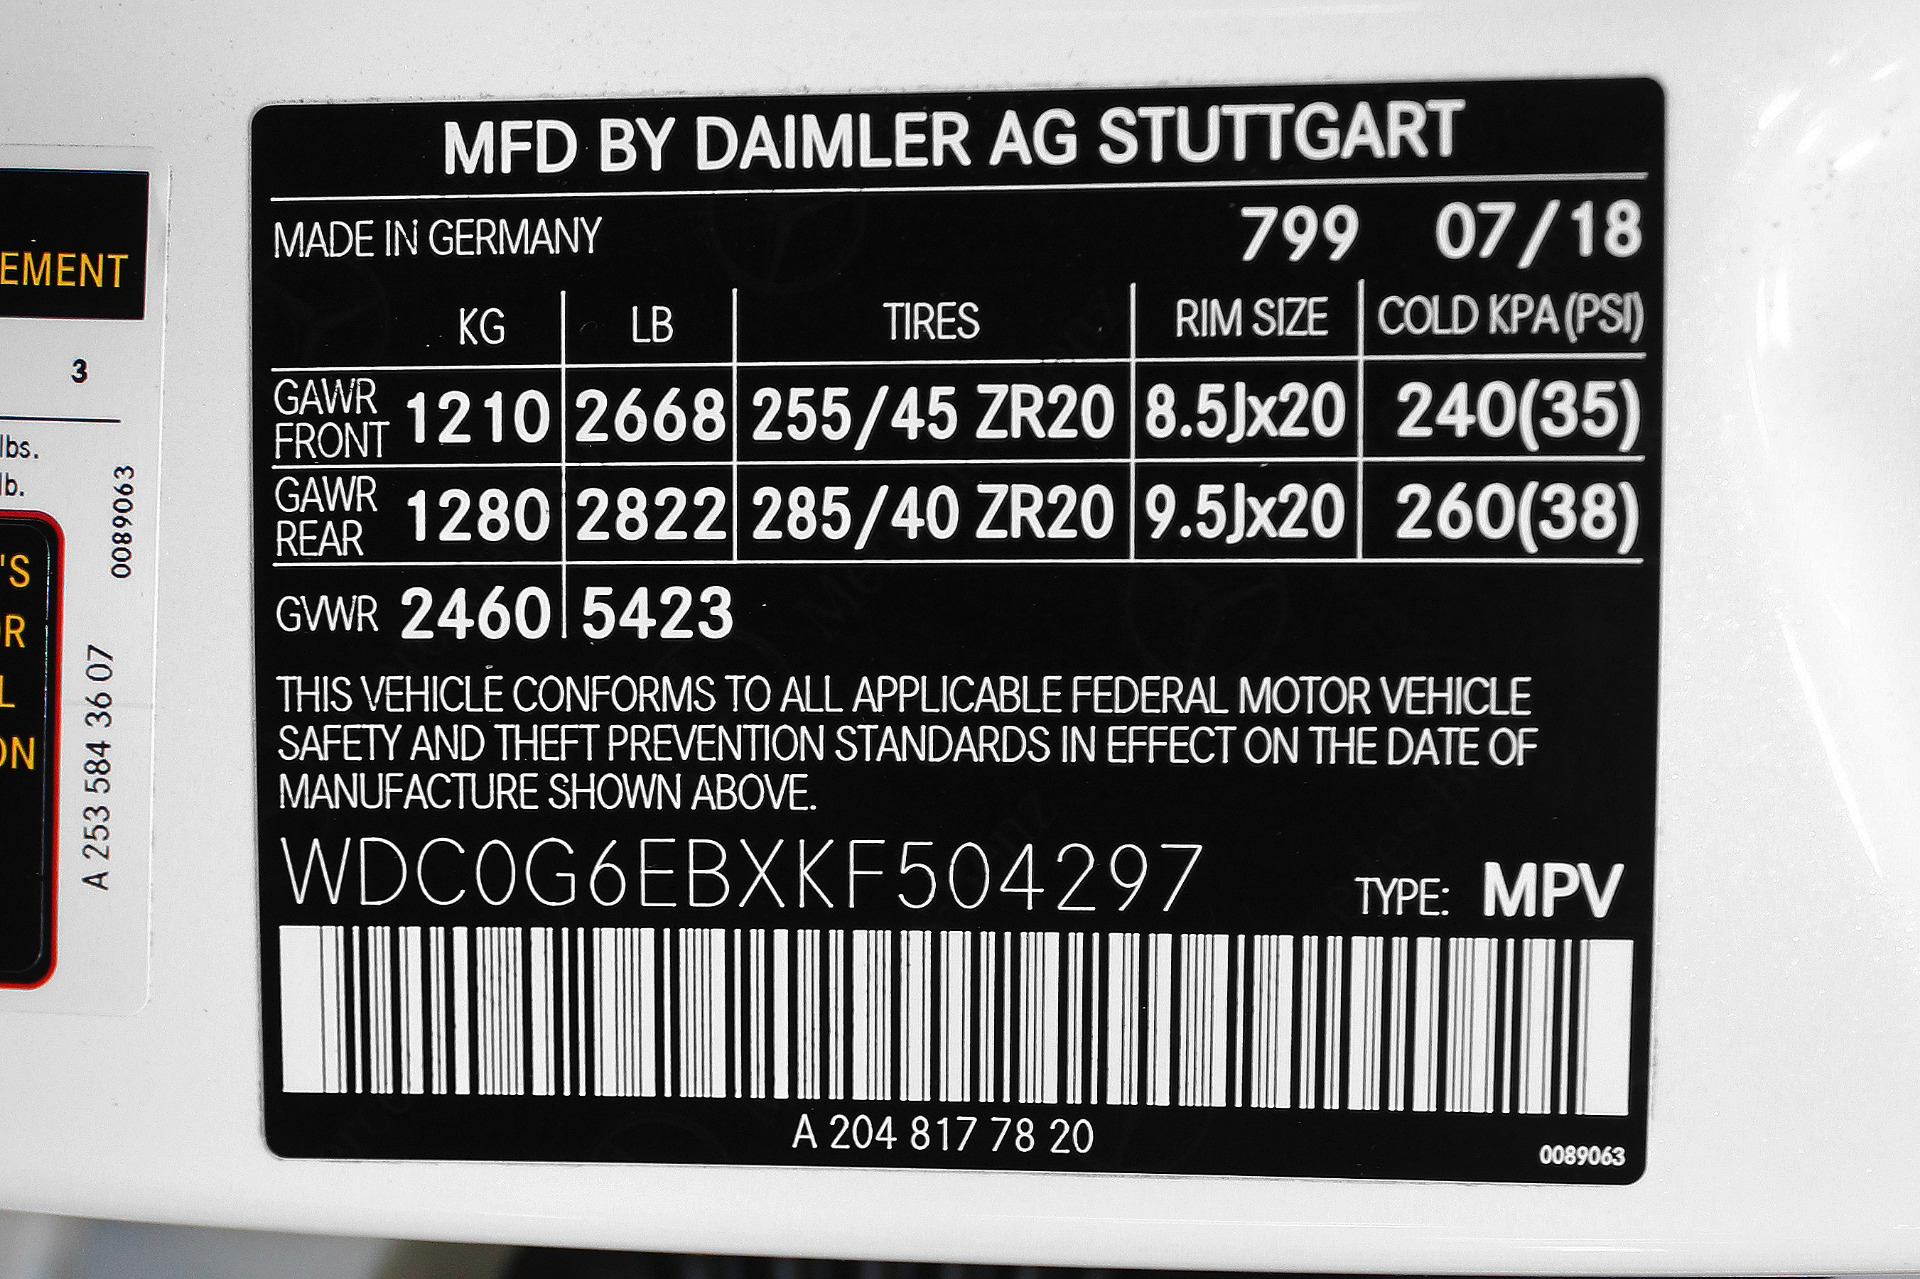 MFD BY DAIMLER AG STUTTGART
MADE IN GERMANY 799 07/18
KG LB TIRES RIM SIZE COLD KPA(PSI)
GAWR FRONT 1210 2668 255/45 ZR20 8.5Jx20 240(35)
GAWR REAR 1280 2822 285/40 ZR20 9.5Jx20 260(38)
GVWR 2460 5423
THIS VEHICLE CONFORMS TO ALL APPLICABLE FEDERAL MOTOR VEHICLE
SAFETY AND THEFT PREVENTION STANDARDS IN EFFECT ON THE DATE OF
MANUFACTURE SHOWN ABOVE.
WDC0G6EBXKF504297 TYPE: MPV
A 204 817 78 20
0089063
EMENT
3
lbs.
lb.
0089063
'S
OR
L
ON
A 253 584 36 07